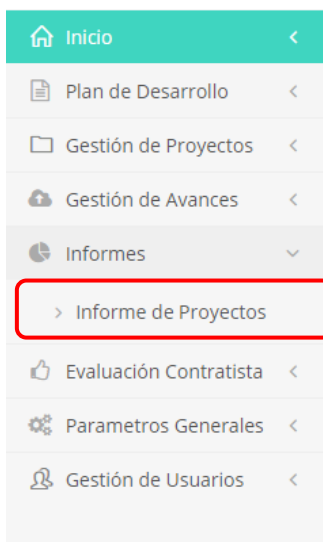 Inicio
Plan de Desarrollo
Gestión de Proyectos
Gestión de Avances
Informes
Informe de Proyectos
Evaluación Contratista
Parametros Generales
Gestión de Usuarios